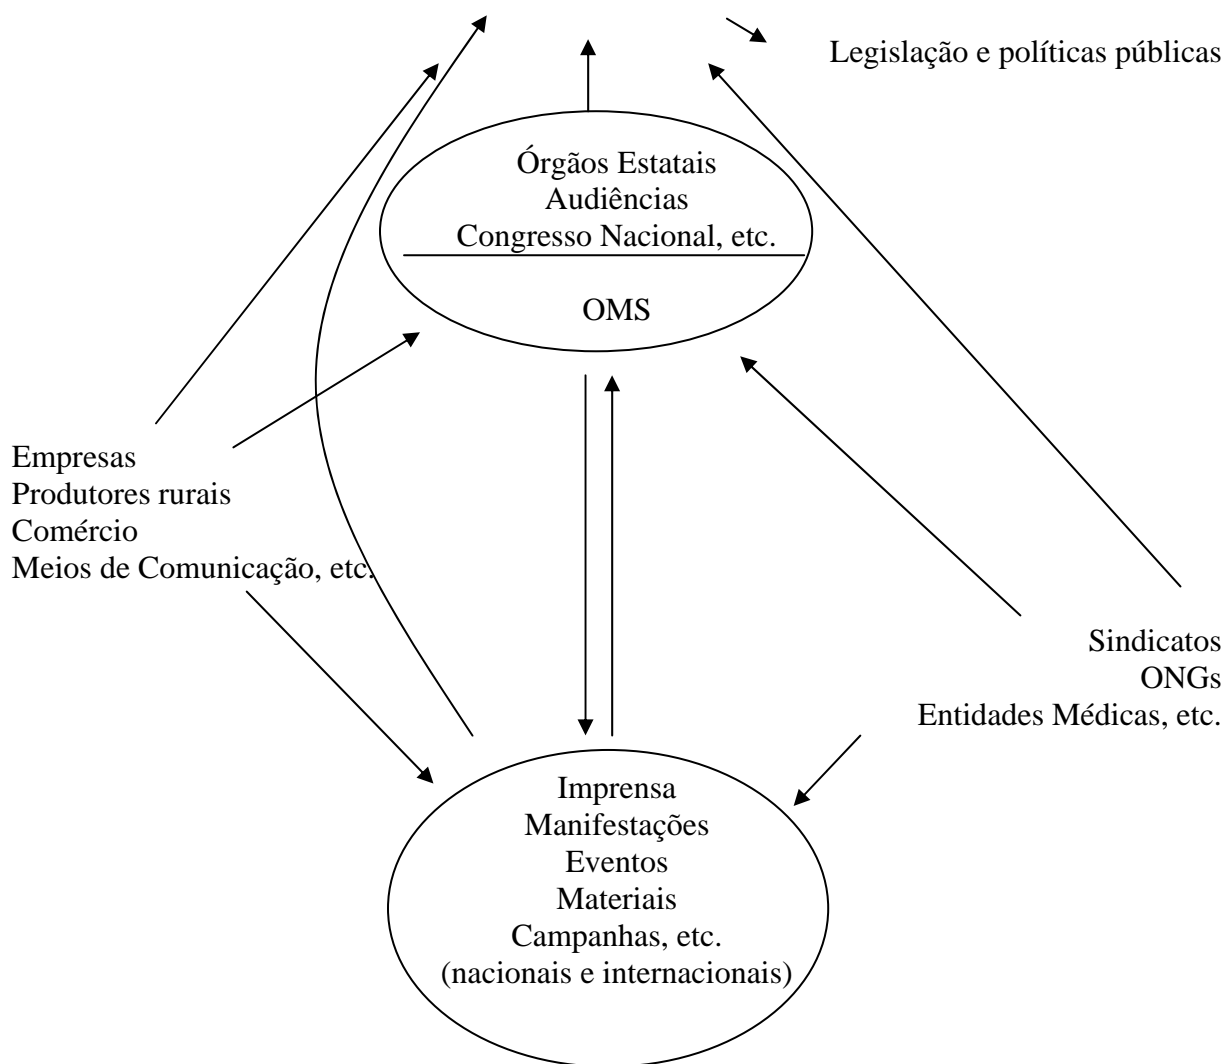 Legislação e políticas públicas
Órgãos Estatais
Audiências
Congresso Nacional, etc.
OMS
Empresas
Produtores rurais
Comércio
Meios de Comunicação, etc.
Sindicatos
ONGs
Entidades Médicas, etc.
Imprensa
Manifestações
Eventos
Materiais
Campanhas, etc.
(nacionais e internacionais)